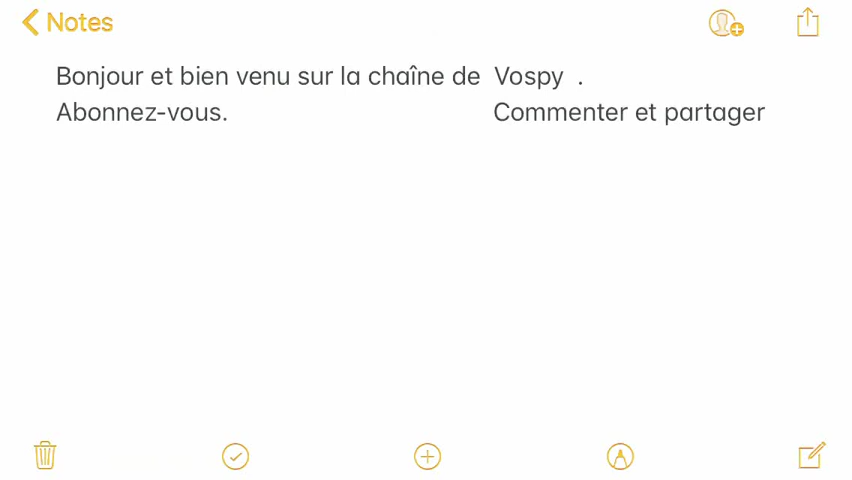 Notes
Bonjour et bien venu sur la chaîne de Vospy .
Abonnez-vous. Commenter et partager